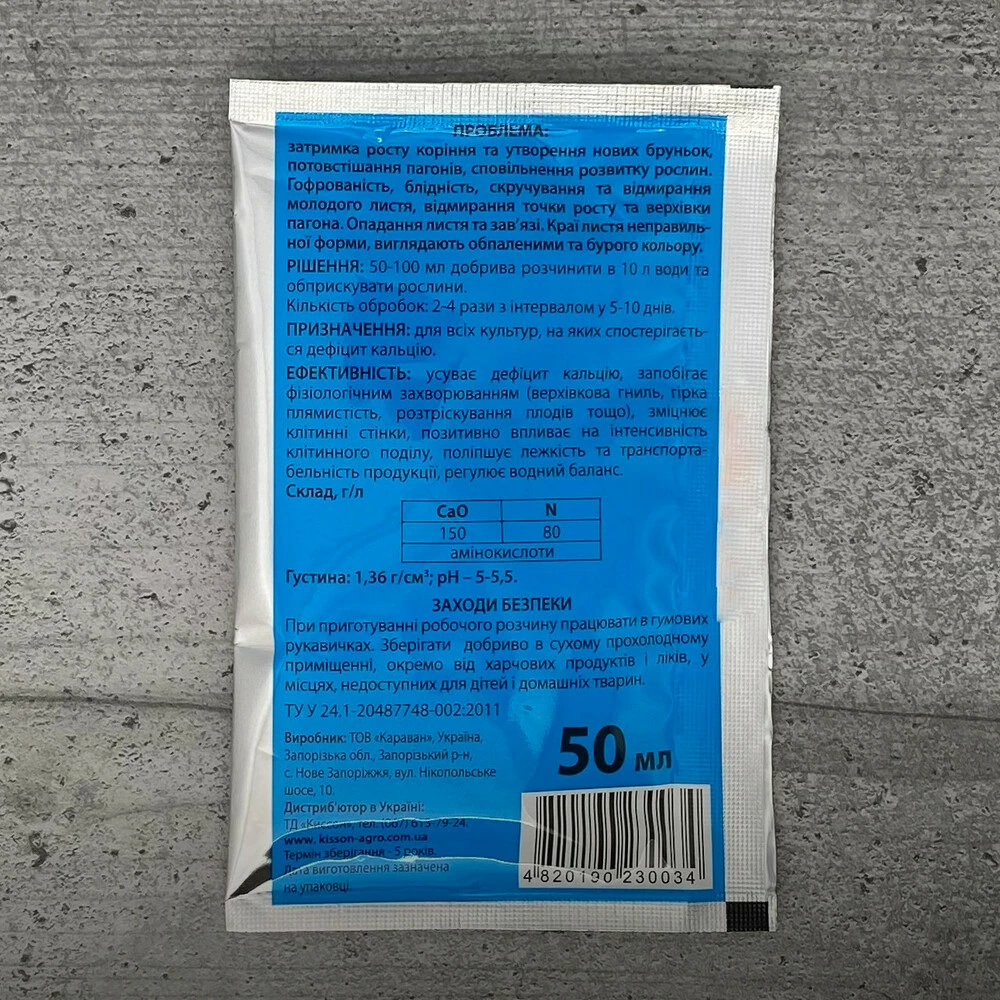 ПРОБЛЕМА:
затримка росту коріння та утворення нових бруньок,
потовстішання пагонів, сповільнення розвитку рослин.
Гофрованість, блідність, скручування та відмирання
молодого листя, відмирання точки росту та верхівки
пагона. Опадання листя та зав’язі. Краї листя неправиль-
ної форми, виглядають обпаленими та бурого кольору.
РІШЕННЯ: 50-100 мл добрива розчинити в 10 л води та
обприскувати рослини.
Кількість обробок: 2-4 рази з інтервалом у 5-10 днів.
ПРИЗНАЧЕННЯ: для всіх культур, на яких спостерігаєть-
ся дефіцит кальцію.
ЕФЕКТИВНІСТЬ: усуває дефіцит кальцію, запобігає
фізіологічним захворюванням (верхівкова гниль, гірка
плямистість, розтріскування плодів тощо), зміцнює
клітинні стінки, позитивно впливає на інтенсивність
клітинного поділу, поліпшує лежкість та транспорта-
бельність продукції, регулює водний баланс.
Склад, г/л
CaO N
150 80
амінокислоти
Густина: 1,36 г/см³; pH – 5-5,5.
ЗАХОДИ БЕЗПЕКИ
При приготуванні робочого розчину працювати в гумових
рукавичках. Зберігати добриво в сухому прохолодному
приміщенні, окремо від харчових продуктів і ліків, у
місцях, недоступних для дітей і домашніх тварин.
ТУ У 24.1-20487748-002:2011
Виробник: ТОВ «Караван», Україна,
Запорізька обл., Запорізький р-н,
с. Нове Запоріжжя, вул. Нікопольське
шосе, 10.
Дистриб’ютор в Україні:
ТД «Киссон», тел. (067) 613-79-24.
www. kisson-agro.com.ua
Термін зберігання - 5 років.
Дата виготовлення зазначена
на упаковці.
50 мл
4 820190 230034